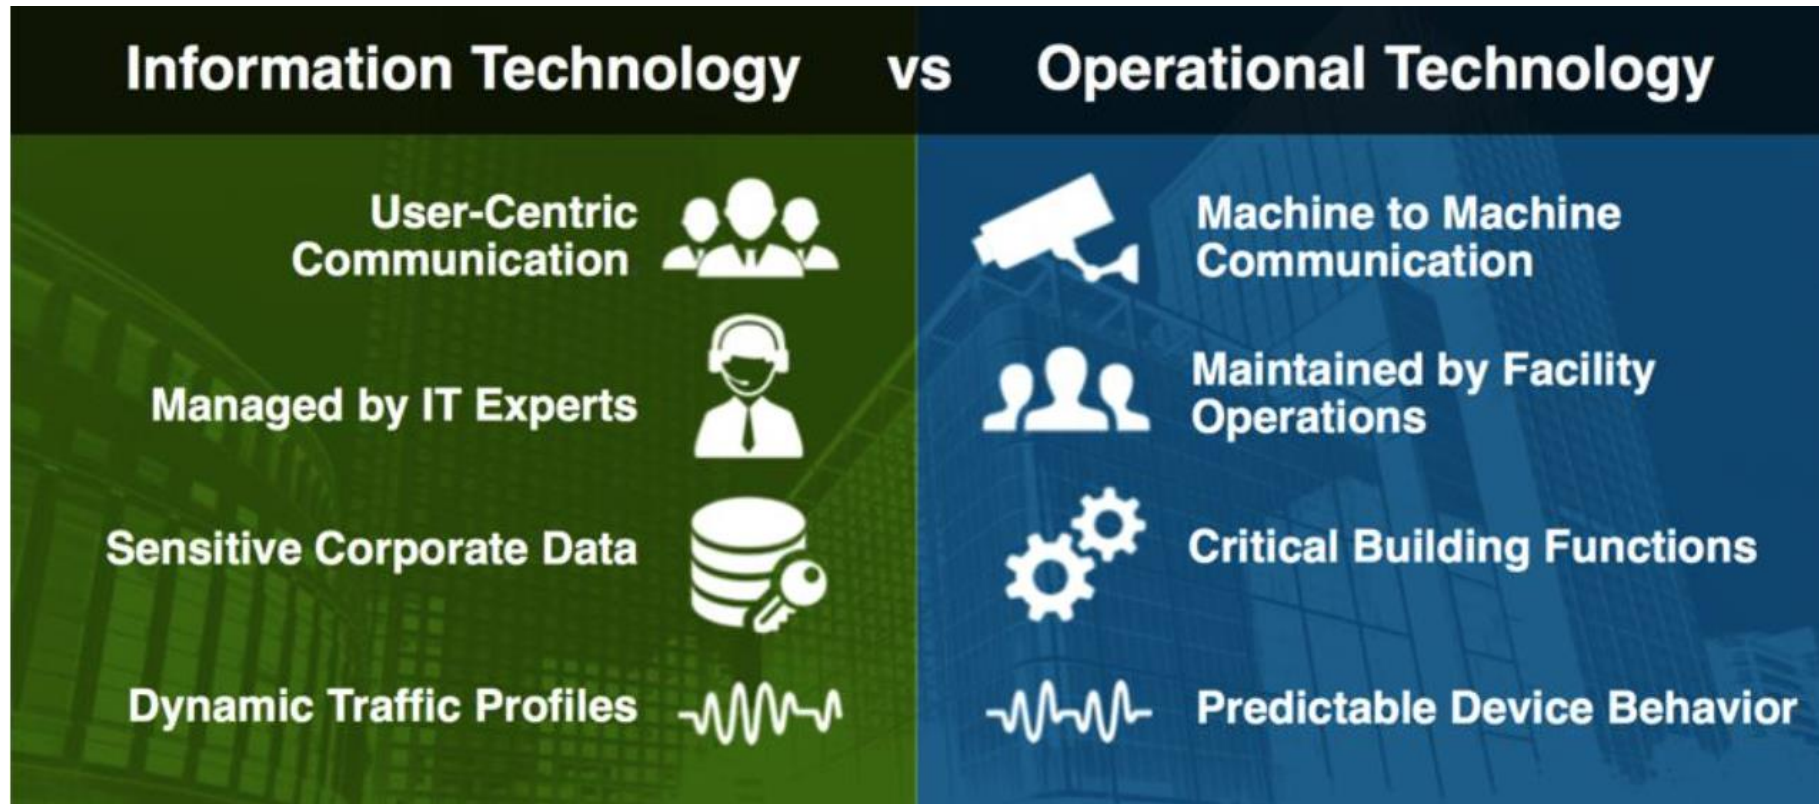 Information Technology vs Operational Technology
User-Centric
Communication
Machine to Machine
Communication
Managed by IT Experts
Maintained by Facility
Operations
Sensitive Corporate Data
Critical Building Functions
Dynamic Traffic Profiles
Predictable Device Behavior